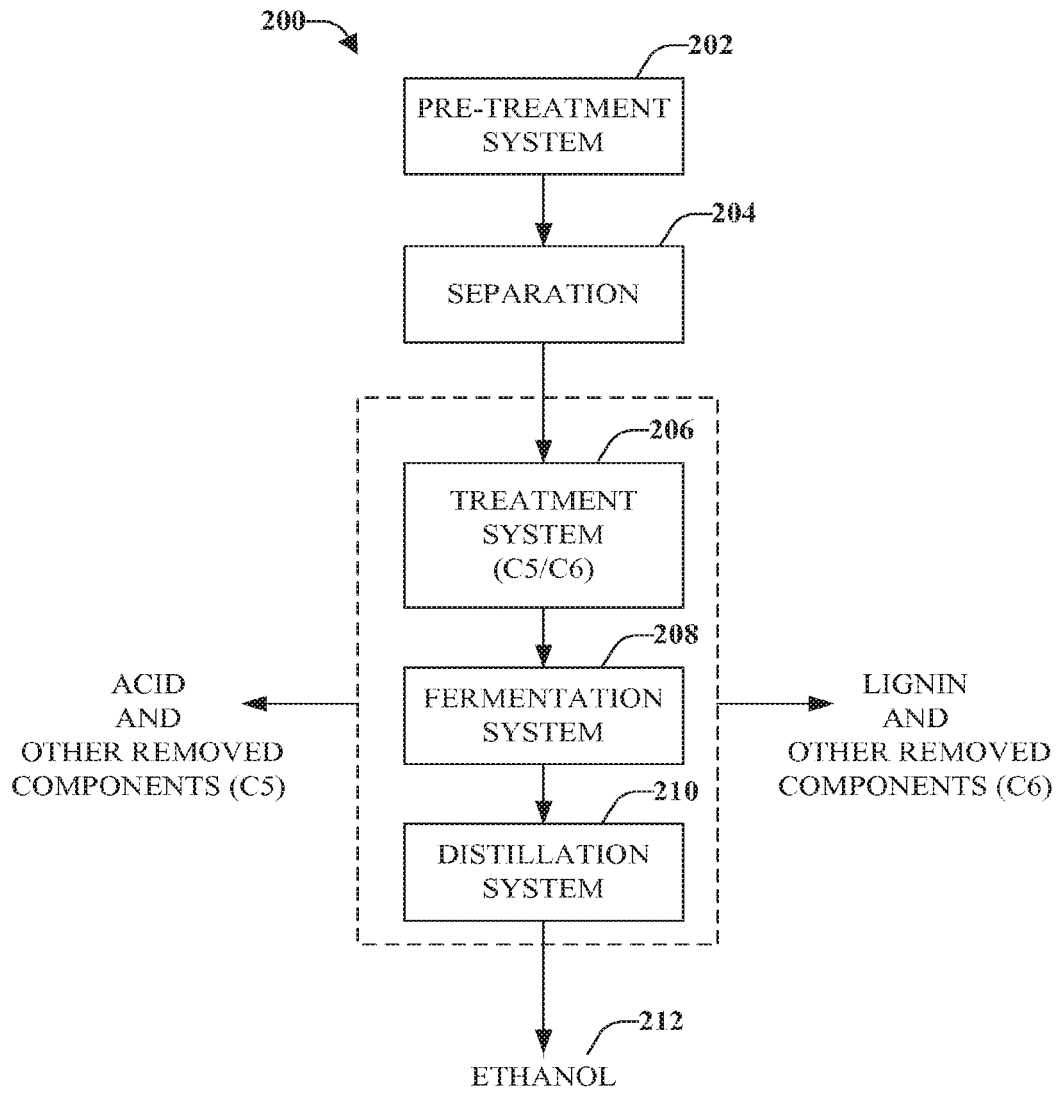 200
202
PRE-TREATMENT
SYSTEM
204
SEPARATION
206
TREATMENT
SYSTEM
(C5/C6)
208
FERMENTATION
SYSTEM
ACID
AND
OTHER REMOVED
COMPONENTS (C5)
LIGNIN
AND
OTHER REMOVED
COMPONENTS (C6)
210
DISTILLATION
SYSTEM
212
ETHANOL